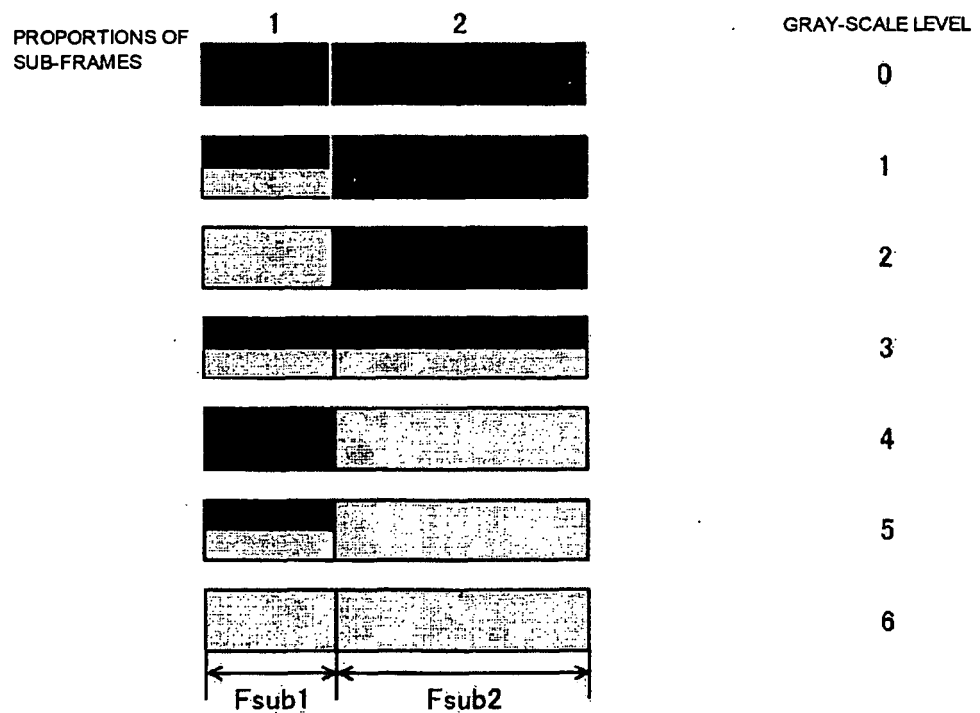 PROPORTIONS OF
SUB-FRAMES
1 2
GRAY-SCALE LEVEL
0
1
2
3
4
5
6
Fsub1 Fsub2